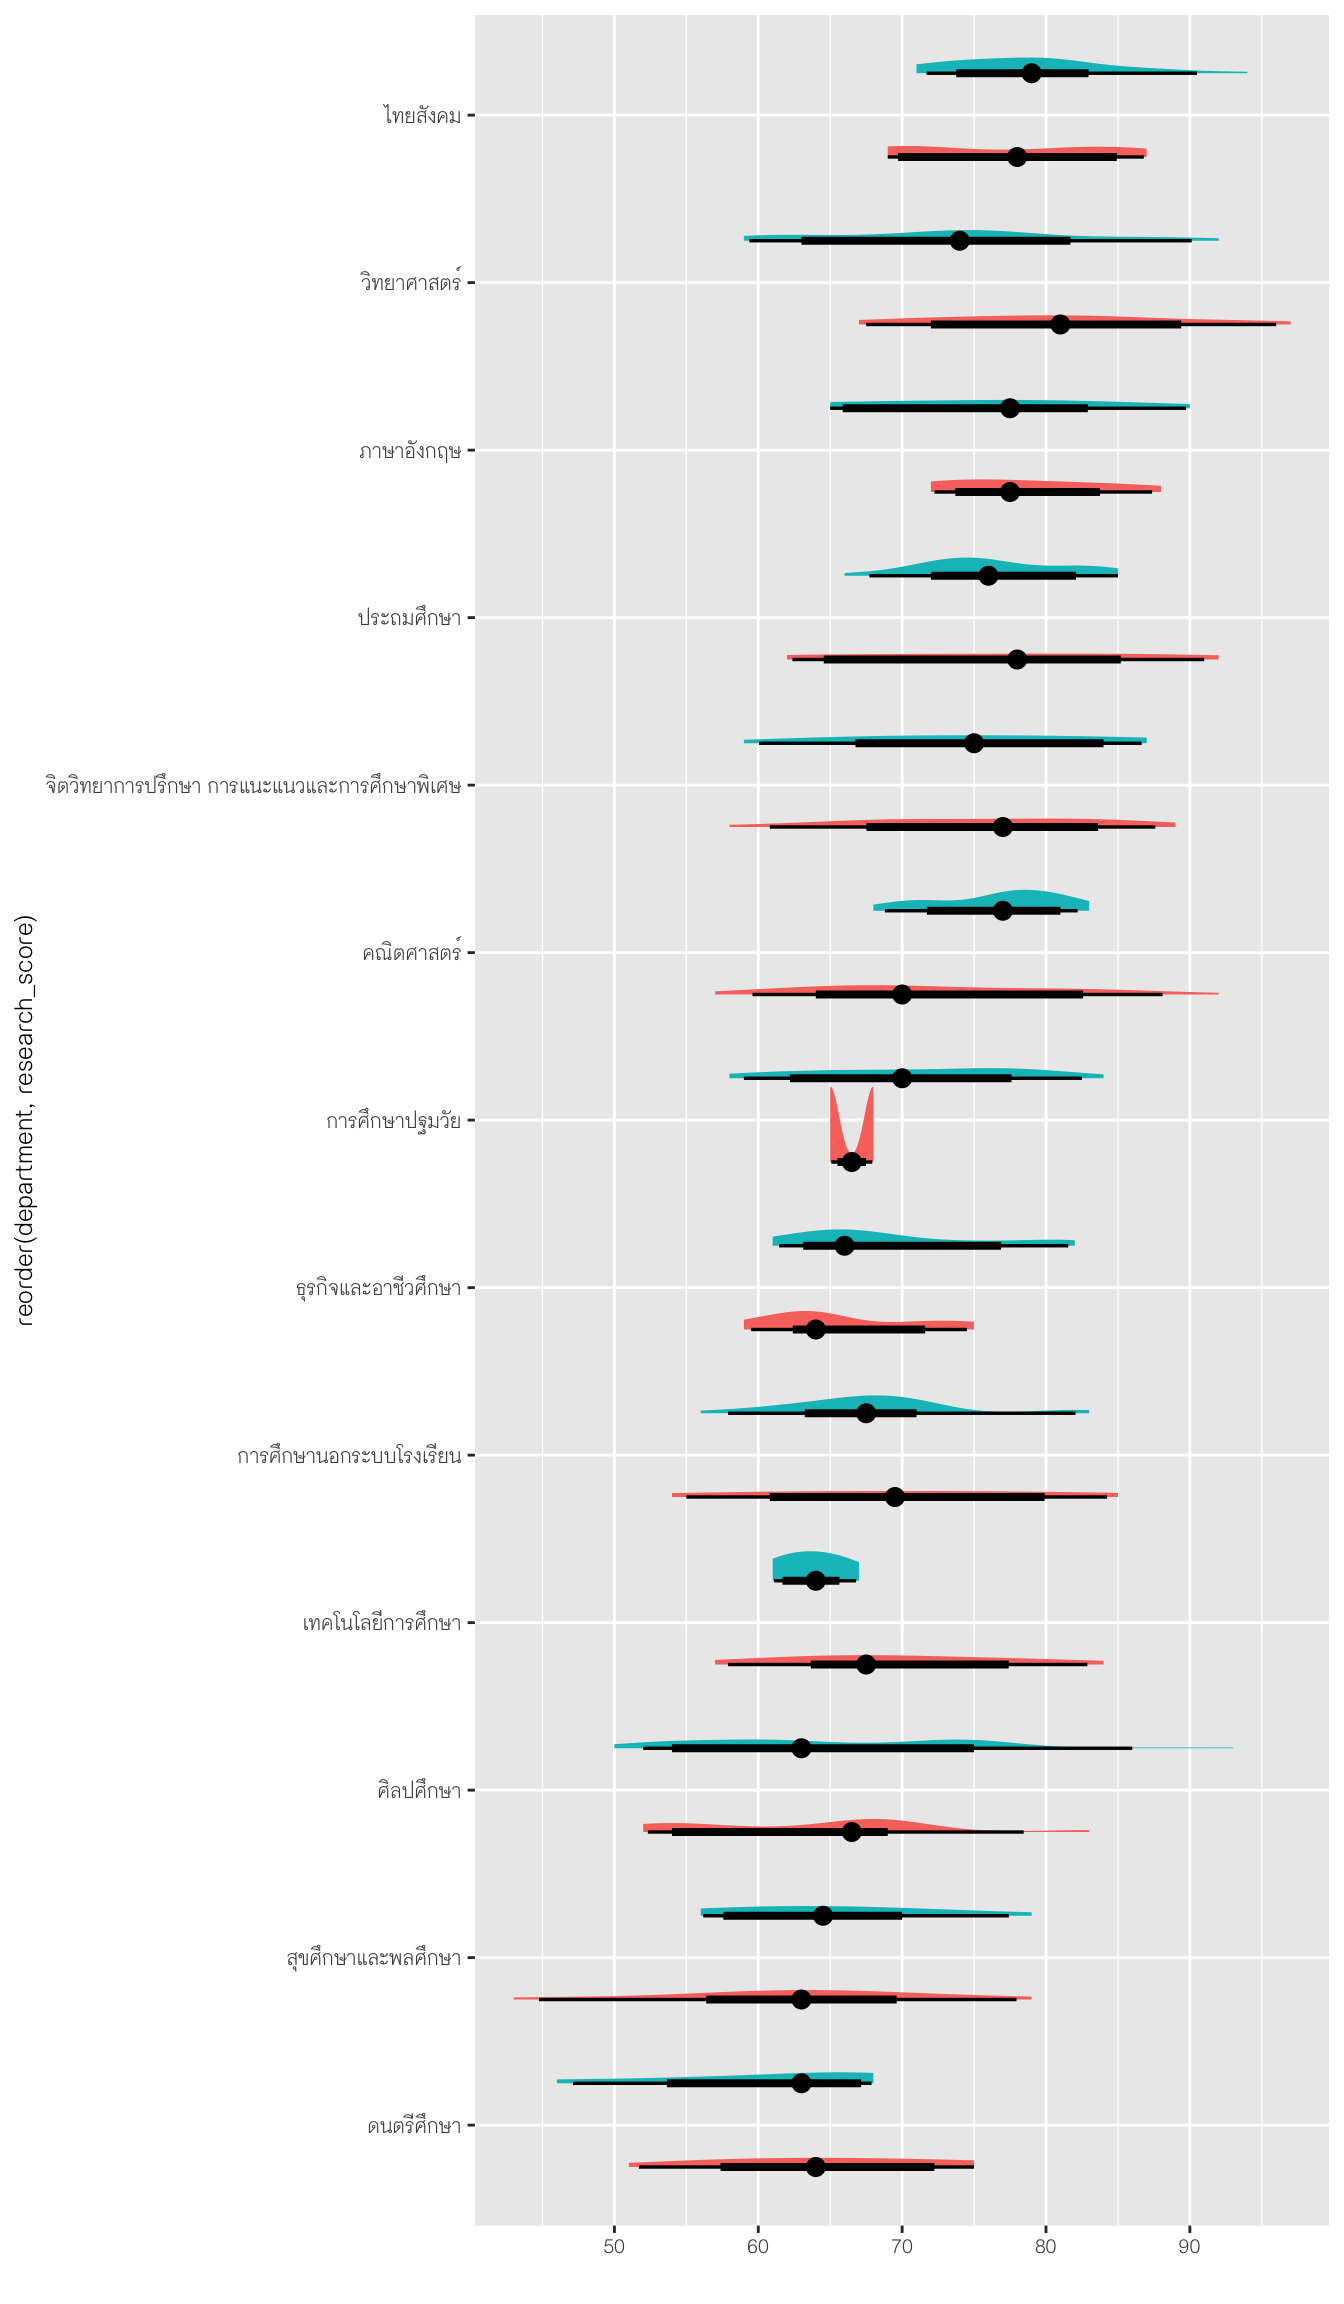 ไทยสังคม
วิทยาศาสตร์
ภาษาอังกฤษ
ประถมศึกษา
จิตวิทยาการปรึกษา การแนะแนวและการศึกษาพิเศษ
คณิตศาสตร์
การศึกษาปฐมวัย
ธุรกิจและอาชีวศึกษา
การศึกษานอกระบบโรงเรียน
เทคโนโลยีการศึกษา
ศิลปศึกษา
สุขศึกษาและพลศึกษา
ดนตรีศึกษา
reorder(department, research_score)
50 60 70 80 90